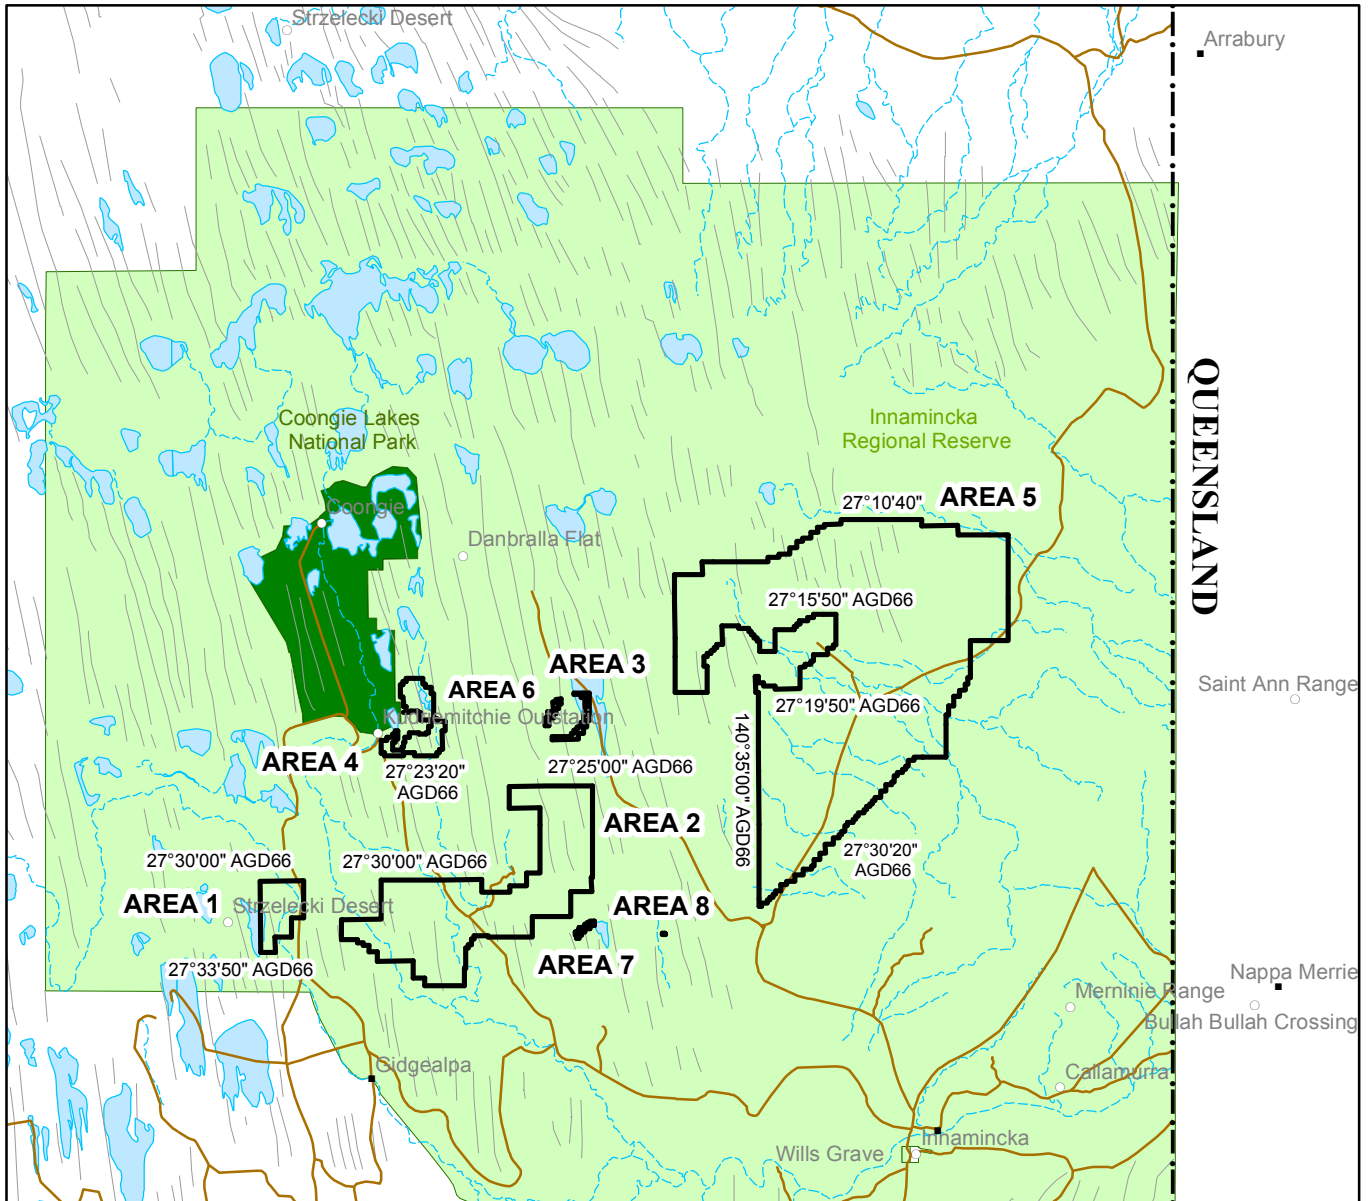 Strzelecki Desert
Arrabury
QUEENSLAND
Coongie Lakes
National Park
Innamincka
Regional Reserve
27°10'40"
AREA 5
Coongie
Danbralla Flat
27°15'50" AGD66
AREA 3
AREA 6
Saint Ann Range
27°19'50" AGD66
Kudriemitchie Outstation
140°35'00" AGD66
AREA 4
27°23'20"
AGD66
27°25'00" AGD66
AREA 2
27°30'00" AGD66
27°30'00" AGD66
27°30'20"
AGD66
AREA 1
Strzelecki Desert
AREA 8
AREA 7
27°33'50" AGD66
Nappa Merrie
Merninie Range
Bullah Bullah Crossing
Gidgealpa
Callamurra
Innamincka
Wills Grave